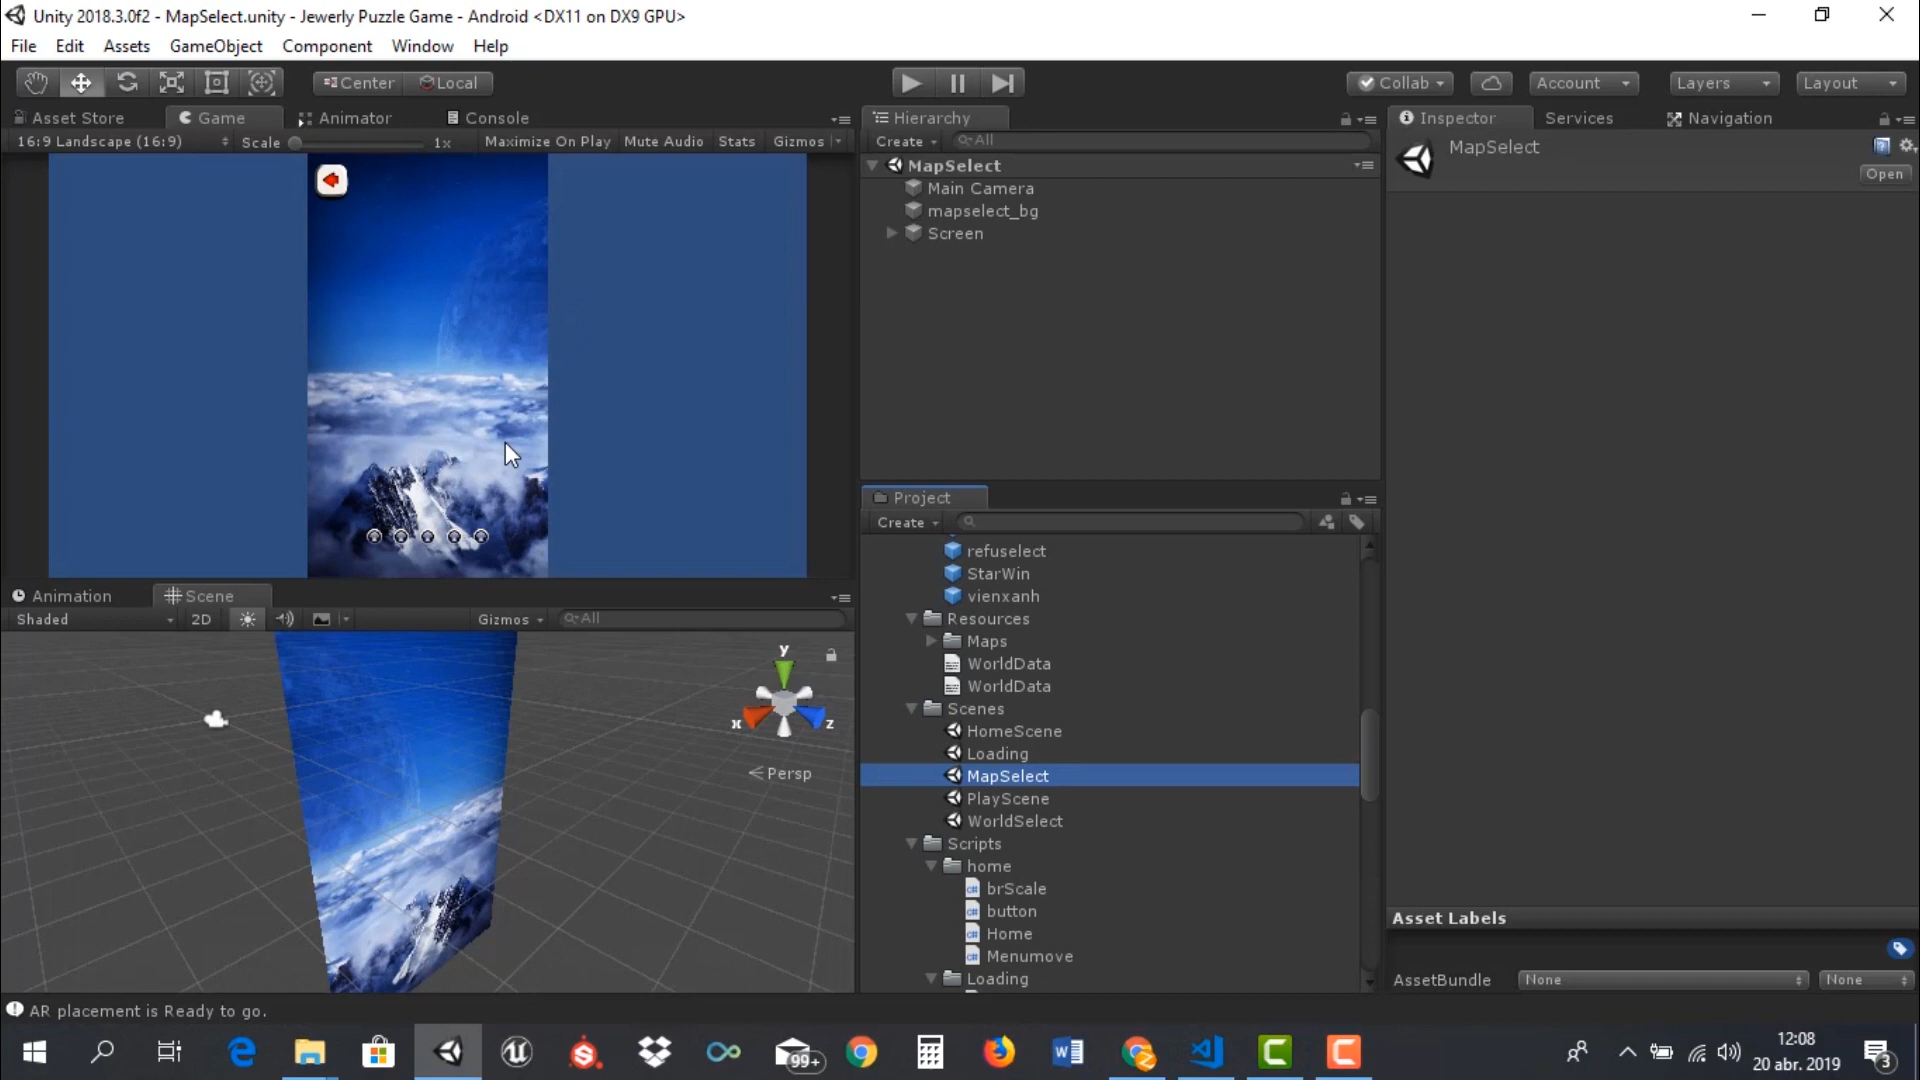 Unity 2018.3.0f2 - MapSelect.unity - Jewerly Puzzle Game - Android <DX11 on DX9 GPU>
File Edit Assets GameObject Component Window Help
Center Local Collab Account Layers Layout
Asset Store Game Animator Console
16:9 Landscape (16:9) Scale 1x Maximize On Play Mute Audio Stats Gizmos
Hierarchy
Create All
MapSelect
Main Camera
mapselect_bg
Screen
Inspector Services Navigation
MapSelect
Open
Animation Scene
Shaded 2D Gizmos All
y
x
z
Persp
Project
Create
refuselect
StarWin
vienxanh
Resources
Maps
WorldData
WorldData
Scenes
HomeScene
Loading
MapSelect
PlayScene
WorldSelect
Scripts
home
brScale
button
Home
Menumove
Loading
Asset Labels
AssetBundle None None
AR placement is Ready to go.
99+
12:08
20 abr. 2019
3